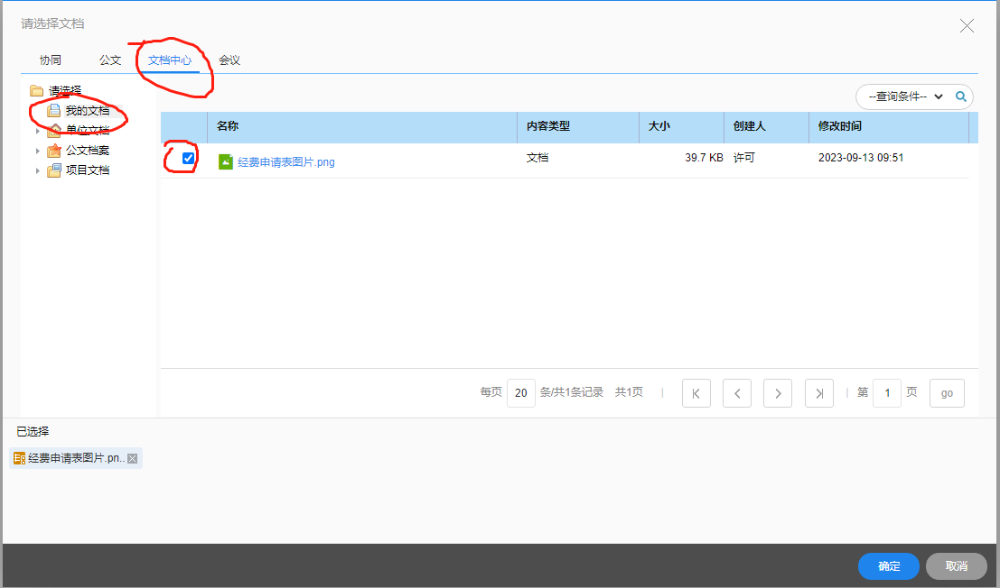 请选择文档
协同 公文 文档中心 会议
请选择
我的文档
单位文档
公文档案
项目文档
--查询条件--
名称 内容类型 大小 创建人 修改时间
经费申请表图片.png 文档 39.7 KB 许可 2023-09-13 09:51
每页 20 条/共1条记录 共1页 | | 第 1 页 go
已选择
经费申请表图片.pn..
确定 取消